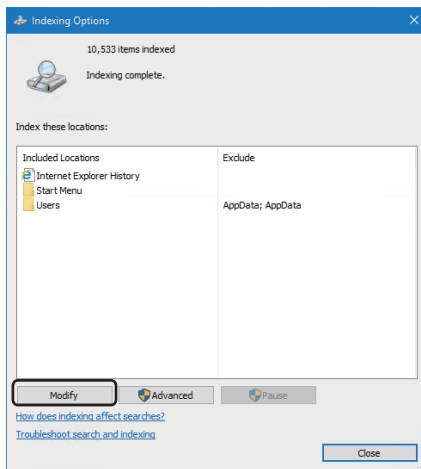 Indexing Options
10,533 items indexed
Indexing complete.
Index these locations:
Included Locations Exclude
Internet Explorer History
Start Menu
Users AppData; AppData
Modify Advanced Pause
How does indexing affect searches?
Troubleshoot search and indexing
Close